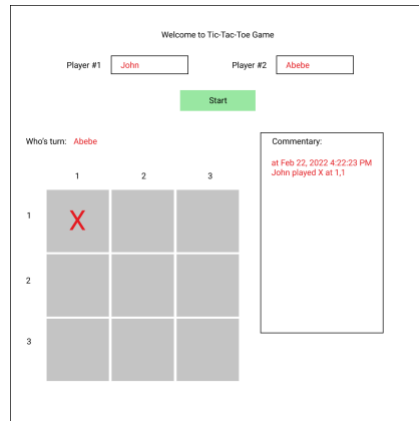 Welcome to Tic-Tac-Toe Game
Player #1 John Player #2 Abebe
Start
Who's turn: Abebe
1 2 3
1 X
2
3
Commentary:
at Feb 22, 2022 4:22:23 PM
John played X at 1,1